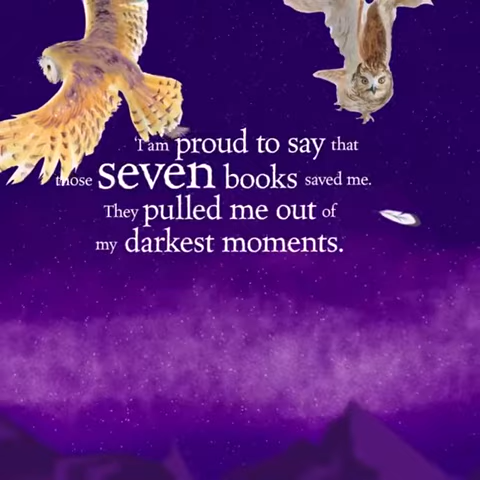 I am proud to say that
those seven books saved me.
They pulled me out of
my darkest moments.